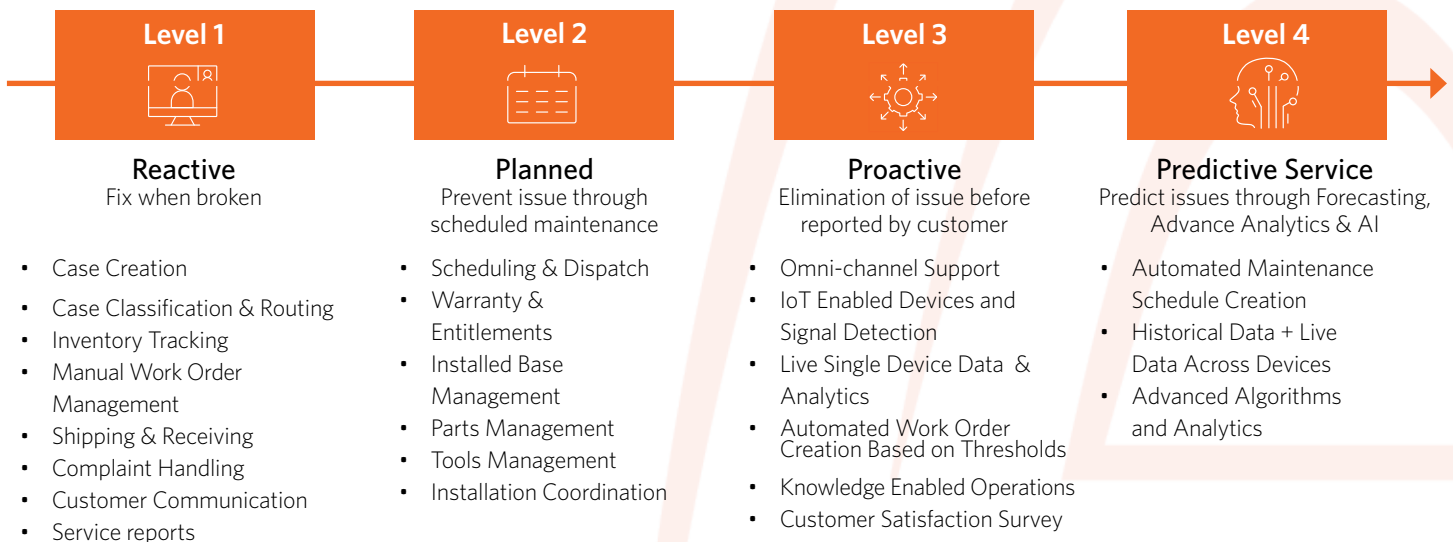 Level 1
Reactive
Fix when broken
• Case Creation
• Case Classification & Routing
• Inventory Tracking
• Manual Work Order
Management
• Shipping & Receiving
• Complaint Handling
• Customer Communication
• Service reports
Level 2
Planned
Prevent issue through
scheduled maintenance
• Scheduling & Dispatch
• Warranty &
Entitlements
• Installed Base
Management
• Parts Management
• Tools Management
• Installation Coordination
Level 3
Proactive
Elimination of issue before
reported by customer
• Omni-channel Support
• IoT Enabled Devices and
Signal Detection
• Live Single Device Data &
Analytics
• Automated Work Order
Creation Based on Thresholds
• Knowledge Enabled Operations
• Customer Satisfaction Survey
Level 4
Predictive Service
Predict issues through Forecasting,
Advance Analytics & AI
• Automated Maintenance
Schedule Creation
• Historical Data + Live
Data Across Devices
• Advanced Algorithms
and Analytics